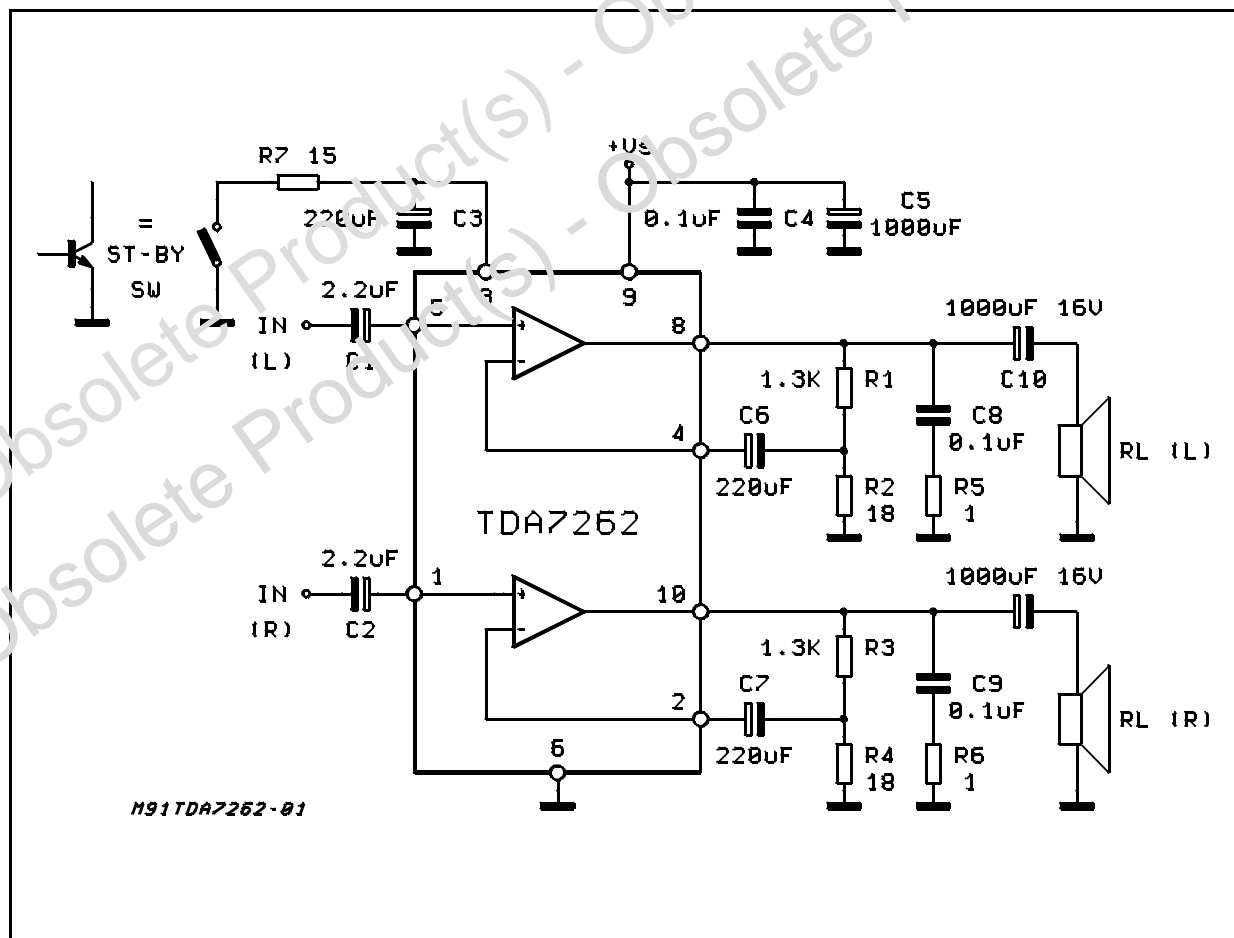 Obsolete Product(s) - Obsolete
Obsolete Product(s) - Obsolete
R7 15
+Vs
220uF
C3
0.1uF
C4
C5
1000uF
=
ST-BY
SW
2.2uF
5
3
9
IN
(L)
C1
8
1000uF 16V
C10
1.3K
R1
C6
C8
0.1uF
4
220uF
R2
18
R5
1
RL (L)
TDA7262
2.2uF
1
IN
(R)
C2
10
1000uF 16V
1.3K
R3
C7
C9
0.1uF
2
220uF
R4
18
R6
1
RL (R)
6
M91TDA7262-01
+
-
+
-